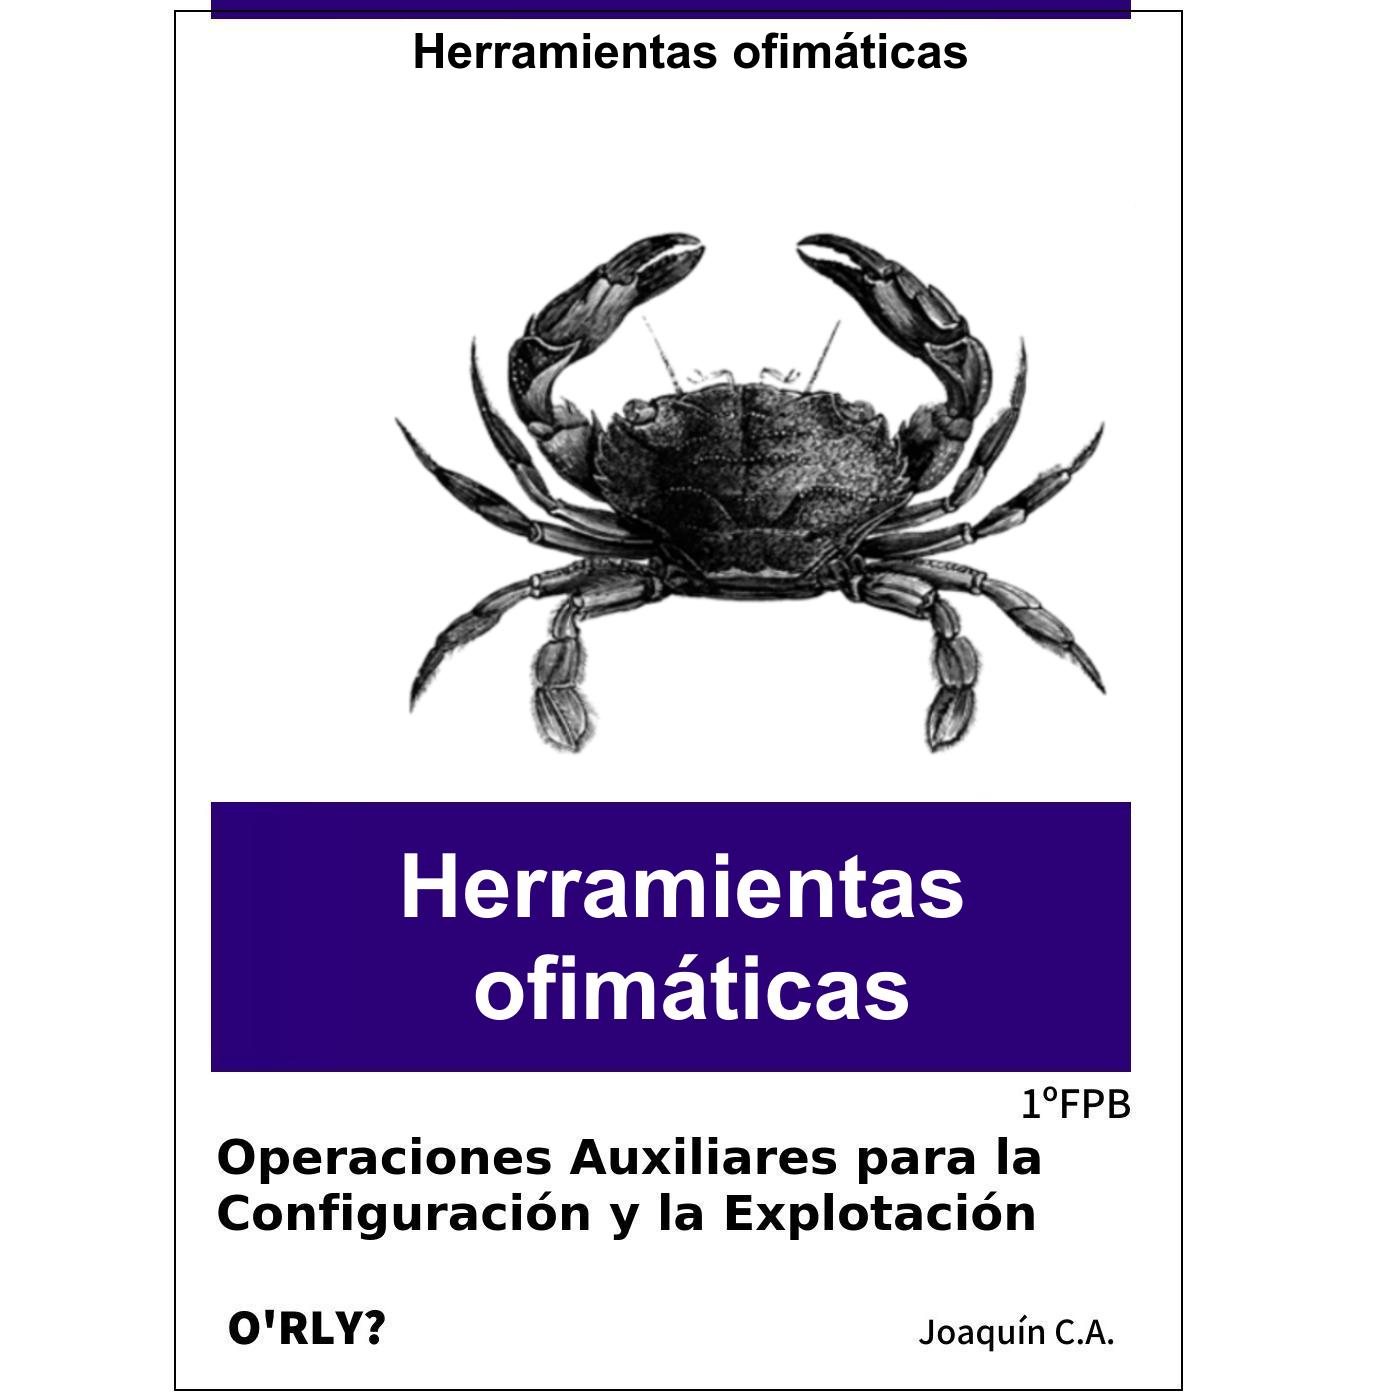 Herramientas ofimáticas
Herramientas
ofimáticas
1ºFPB
Operaciones Auxiliares para la
Configuración y la Explotación
O'RLY?
Joaquín C.A.